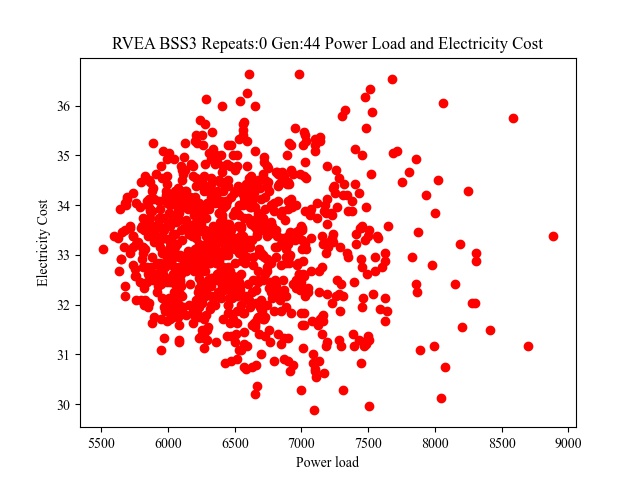 RVEA BSS3 Repeats:0 Gen:44 Power Load and Electricity Cost
36
35
34
33
32
31
30
Electricity Cost
5500 6000 6500 7000 7500 8000 8500 9000
Power load